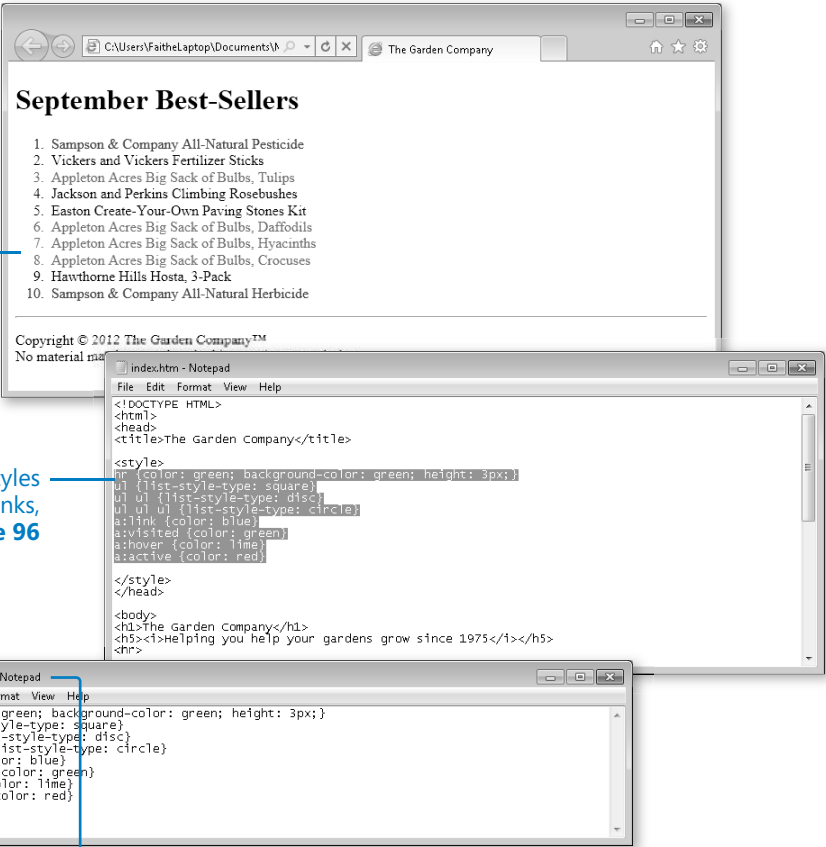 C:\Users\FaitheLaptop\Documents\
The Garden Company
September Best-Sellers
1. Sampson & Company All-Natural Pesticide
2. Vickers and Vickers Fertilizer Sticks
3. Appleton Acres Big Sack of Bulbs, Tulips
4. Jackson and Perkins Climbing Rosebushes
5. Easton Create-Your-Own Paving Stones Kit
6. Appleton Acres Big Sack of Bulbs, Daffodils
7. Appleton Acres Big Sack of Bulbs, Hyacinths
8. Appleton Acres Big Sack of Bulbs, Crocuses
9. Hawthorne Hills Hosta, 3-Pack
10. Sampson & Company All-Natural Herbicide
Copyright © 2012 The Garden Company™
No material
index.htm - Notepad
File Edit Format View Help
<!DOCTYPE HTML>
<html>
<head>
<title>The Garden Company</title>
<style>
hr {color: green; background-color: green; height: 3px;}
ul {list-style-type: square}
ul ul {list-style-type: disc}
ul ul ul {list-style-type: circle}
a:link {color: blue}
a:visited {color: green}
a:hover {color: lime}
a:active {color: red}
</style>
</head>
<body>
<h1>The Garden Company</h1>
<h5><i>Helping you help your gardens grow since 1975</i></h5>
<hr>
yles
nks,
e 96
Notepad
mat View Help
green; background-color: green; height: 3px;}
yle-type: square}
-style-type: disc}
ist-style-type: circle}
or: blue}
color: green}
lor: lime}
olor: red}